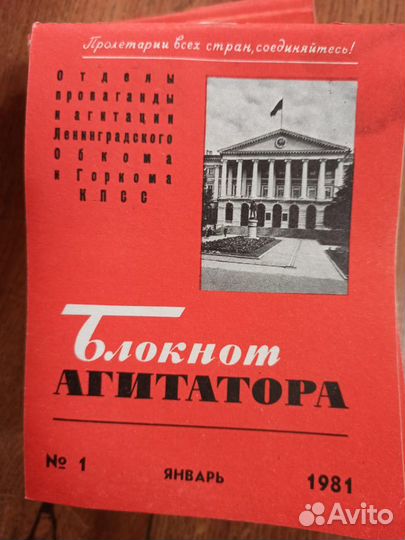 Пролетарии всех стран, соединяйтесь!
Отделы
пропаганды
и агитации
Ленинградского
Обкома
и Горкома
КПСС
Блокнот
АГИТАТОРА
№ 1 ЯНВАРЬ 1981
Avito